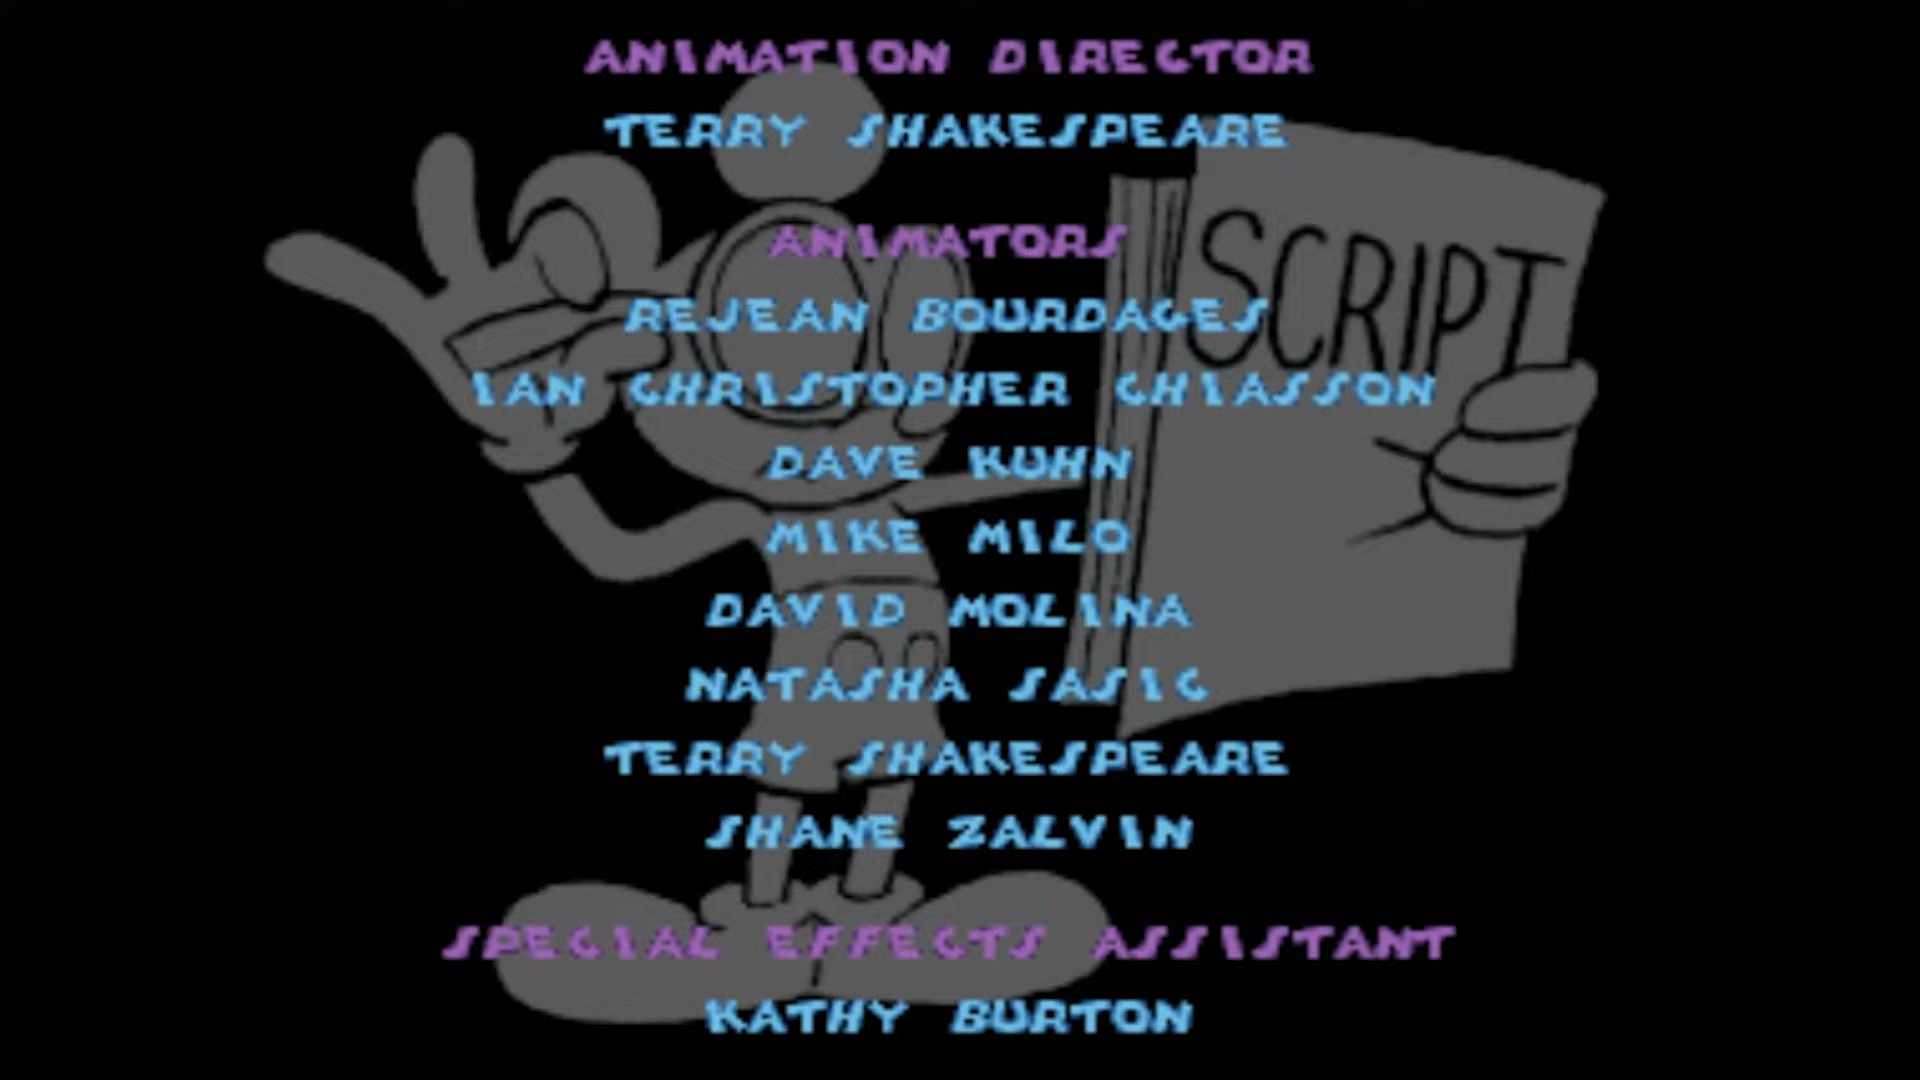 ANIMATION DIRECTOR
TERRY SHAKESPEARE
ANIMATORS
SCRIPT
REJEAN BOURDAGES
IAN CHRISTOPHER CHIASSON
DAVE KUHN
MIKE MILO
DAVID MOLINA
NATASHA SASIC
TERRY SHAKESPEARE
SHANE ZALVIN
SPECIAL EFFECTS ASSISTANT
KATHY BURTON